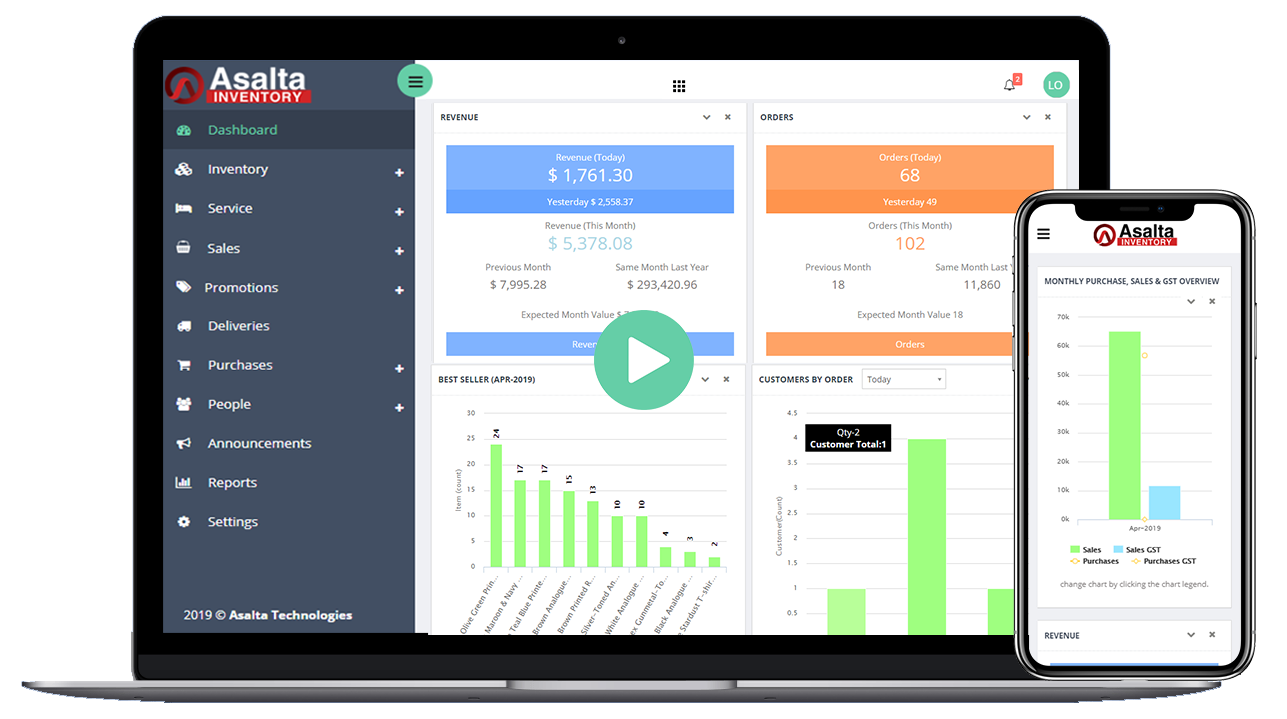 Asalta
INVENTORY
Dashboard
Inventory
Service
Sales
Promotions
Deliveries
Purchases
People
Announcements
Reports
Settings
2019 © Asalta Technologies
2
LO
REVENUE
Revenue (Today)
$ 1,761.30
Yesterday $ 2,558.37
Revenue (This Month)
$ 5,378.08
Previous Month Same Month Last Year
$ 7,995.28 $ 293,420.96
Expected Month Value $
ORDERS
Orders (Today)
68
Yesterday 49
Orders (This Month)
102
Previous Month Same Month Last
18 11,860
Expected Month Value 18
Orders
BEST SELLER (APR-2019)
Item (count)
30
25
20
15
10
5
0
24
17
17
15
13
10
10
4
3
2
Olive Green Prin...
Maroon & Navy ...
Teal Blue Printe...
Brown Analogue...
Brown Printed R...
Silver-Toned An...
White Analogue ...
Gunmetal-To...
Black Analogue ...
Stardust T-shir...
CUSTOMERS BY ORDER
Today
Customer(Count)
4.5
4
3.5
3
2.5
2
1.5
1
0.5
Qty-2
Customer Total:1
Asalta
INVENTORY
MONTHLY PURCHASE, SALES & GST OVERVIEW
70k
60k
50k
40k
30k
20k
10k
0k
Apr-2019
Sales Sales GST
Purchases Purchases GST
change chart by clicking the chart legend.
REVENUE